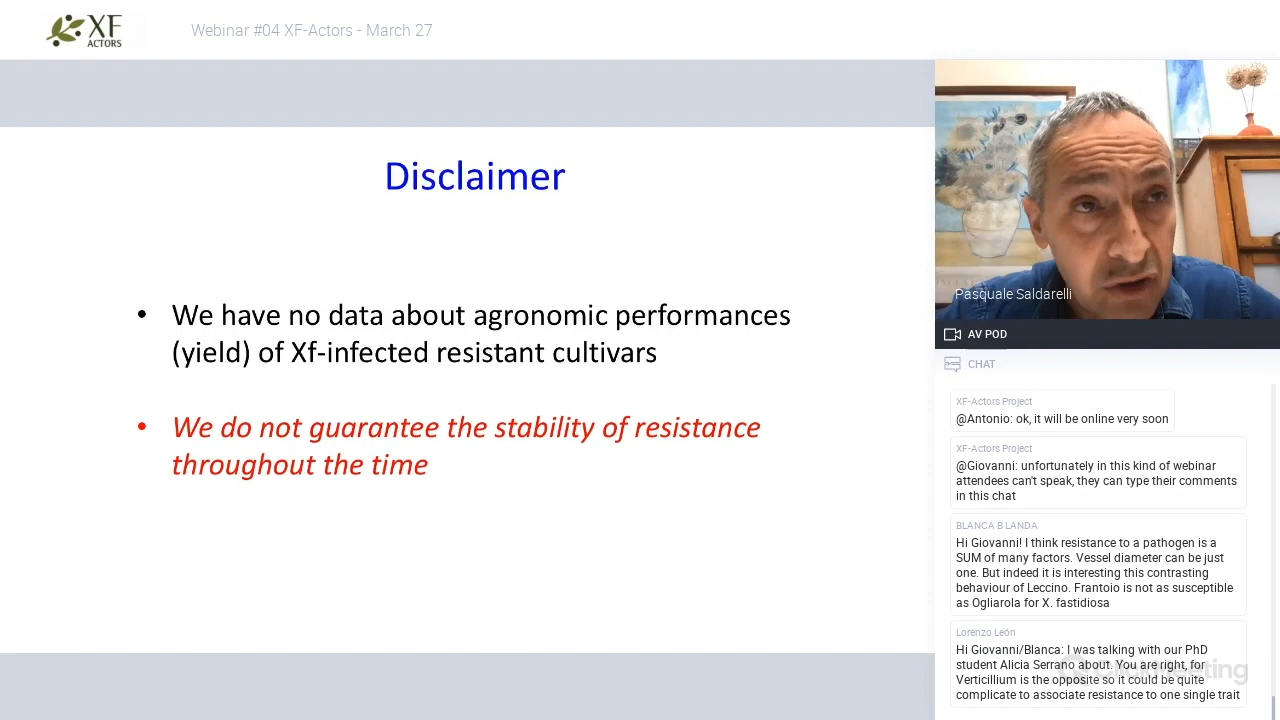 XF
ACTORS
Webinar #04 XF-Actors - March 27
Disclaimer
• We have no data about agronomic performances
(yield) of Xf-infected resistant cultivars
• We do not guarantee the stability of resistance
throughout the time
Pasquale Saldarelli
AV POD
CHAT
XF-Actors Project
@Antonio: ok, it will be online very soon
XF-Actors Project
@Giovanni: unfortunately in this kind of webinar
attendees can't speak, they can type their comments
in this chat
BLANCA B LANDA
Hi Giovanni! I think resistance to a pathogen is a
SUM of many factors. Vessel diameter can be just
one. But indeed it is interesting this contrasting
behaviour of Leccino. Frantoio is not as susceptible
as Ogliarola for X. fastidiosa
Lorenzo León
Hi Giovanni/Blanca: I was talking with our PhD
student Alicia Serrano about. You are right, for
Verticillium is the opposite so it could be quite
complicate to associate resistance to one single trait
ClickMeeting